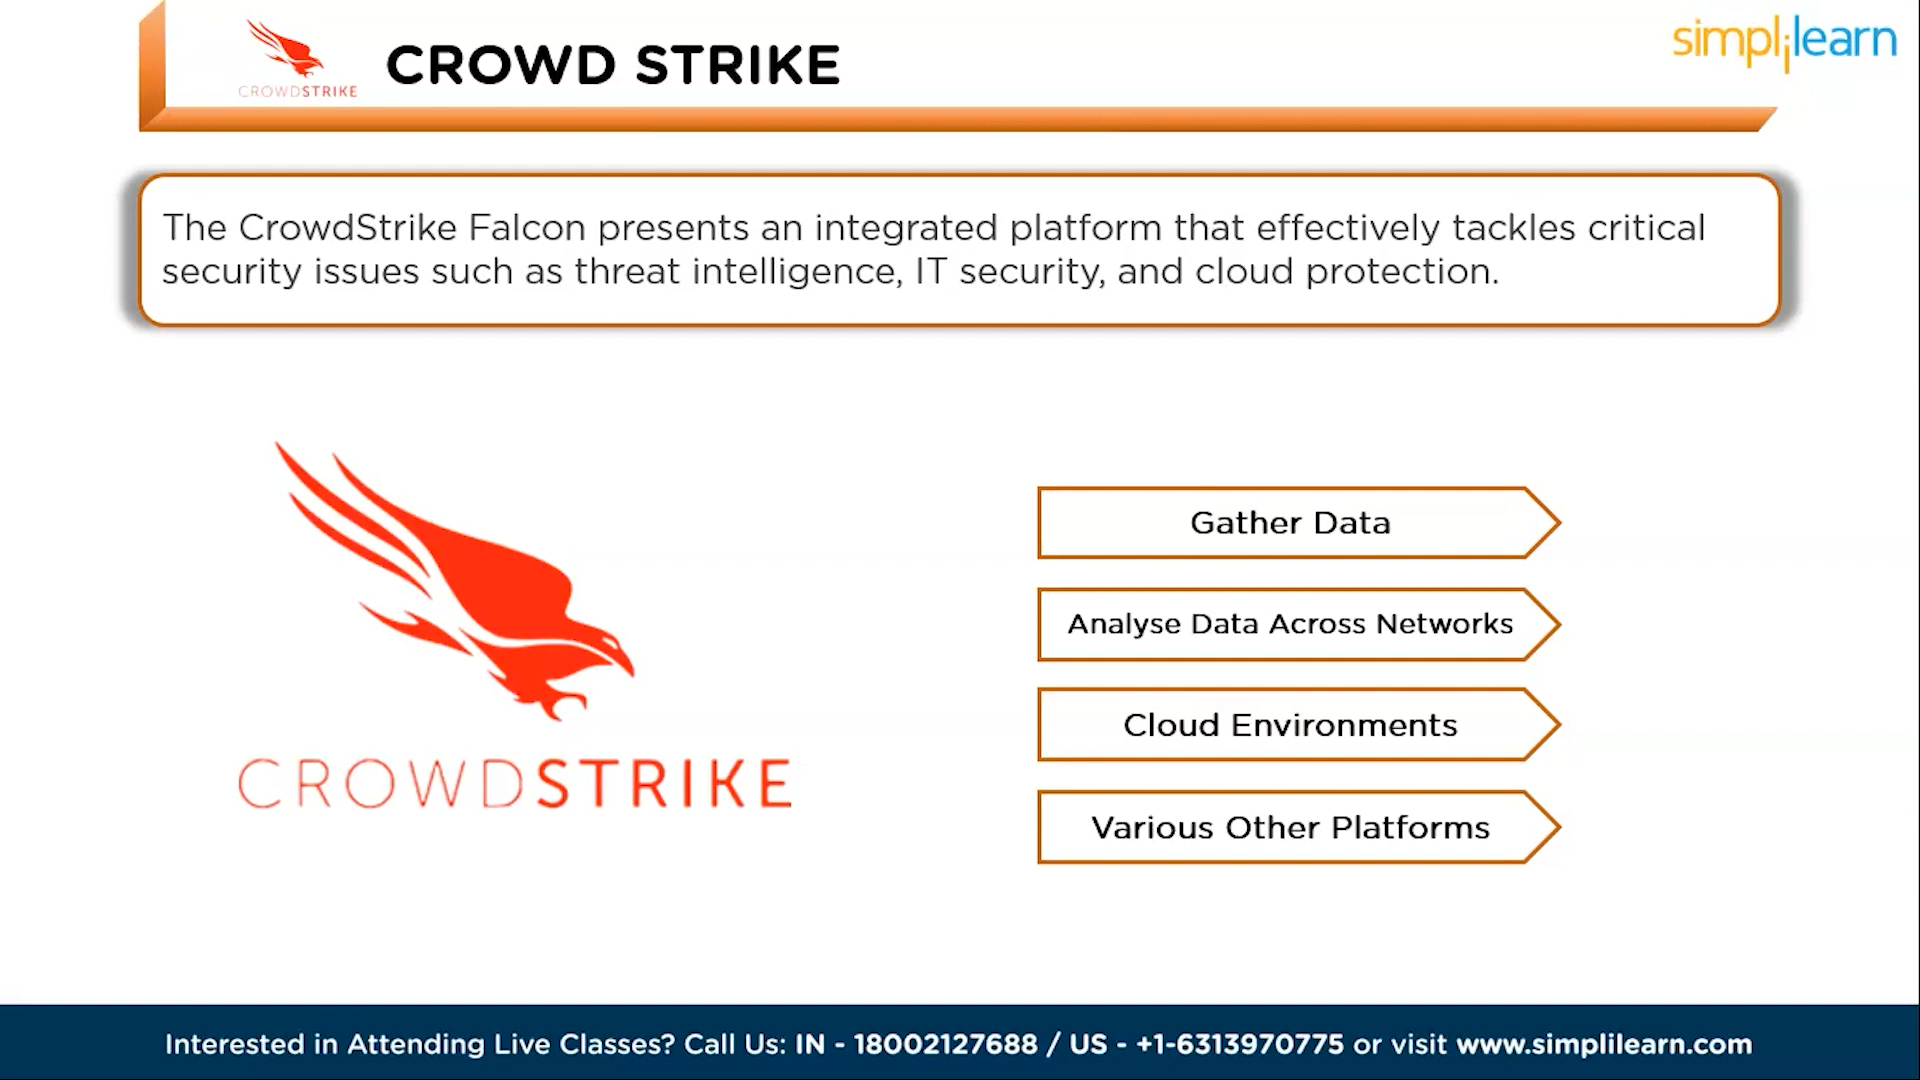 CROWDSTRIKE
CROWD STRIKE
simplilearn
The CrowdStrike Falcon presents an integrated platform that effectively tackles critical
security issues such as threat intelligence, IT security, and cloud protection.
CROWDSTRIKE
Gather Data
Analyse Data Across Networks
Cloud Environments
Various Other Platforms
Interested in Attending Live Classes? Call Us: IN - 18002127688 / US - +1-6313970775 or visit www.simplilearn.com